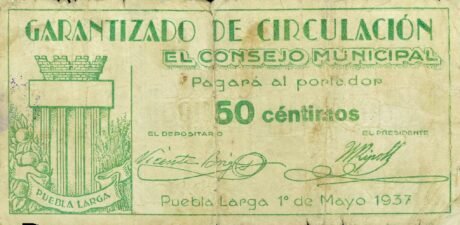 GARANTIZADO DE CIRCULACIÓN
EL CONSEJO MUNICIPAL
Pagará al portador
50 céntimos
EL DEPOSITARIO
EL PRESIDENTE
Vicente
PUEBLA LARGA
Puebla Larga 1º de Mayo 1937